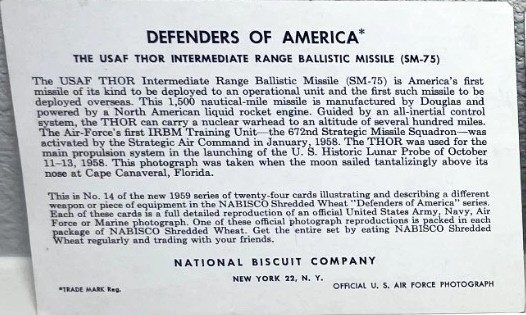 DEFENDERS OF AMERICA*
THE USAF THOR INTERMEDIATE RANGE BALLISTIC MISSILE (SM-75)
The USAF THOR Intermediate Range Ballistic Missile (SM-75) is America's first
missile of its kind to be deployed to an operational unit and the first such missile to be
deployed overseas. This 1,500 nautical-mile missile is manufactured by Douglas and
powered by a North American liquid rocket engine. Guided by an all-inertial control
system, the THOR can carry a nuclear warhead to an altitude of several hundred miles.
The Air-Force's first IRBM Training Unit—the 672nd Strategic Missile Squadron—was
activated by the Strategic Air Command in January, 1958. The THOR was used for the
main propulsion system in the launching of the U. S. Historic Lunar Probe of October
11-13, 1958. This photograph was taken when the moon sailed tantalizingly above its
nose at Cape Canaveral, Florida.
This is No. 14 of the new 1959 series of twenty-four cards illustrating and describing a different
weapon or piece of equipment in the NABISCO Shredded Wheat "Defenders of America" series.
Each of these cards is a full detailed reproduction of an official United States Army, Navy, Air
Force or Marine photograph. One of these official photograph reproductions is packed in each
package of NABISCO Shredded Wheat. Get the entire set by eating NABISCO Shredded
Wheat regularly and trading with your friends.
NATIONAL BISCUIT COMPANY
NEW YORK 22, N. Y.
*TRADE MARK Reg.
OFFICIAL U. S. AIR FORCE PHOTOGRAPH